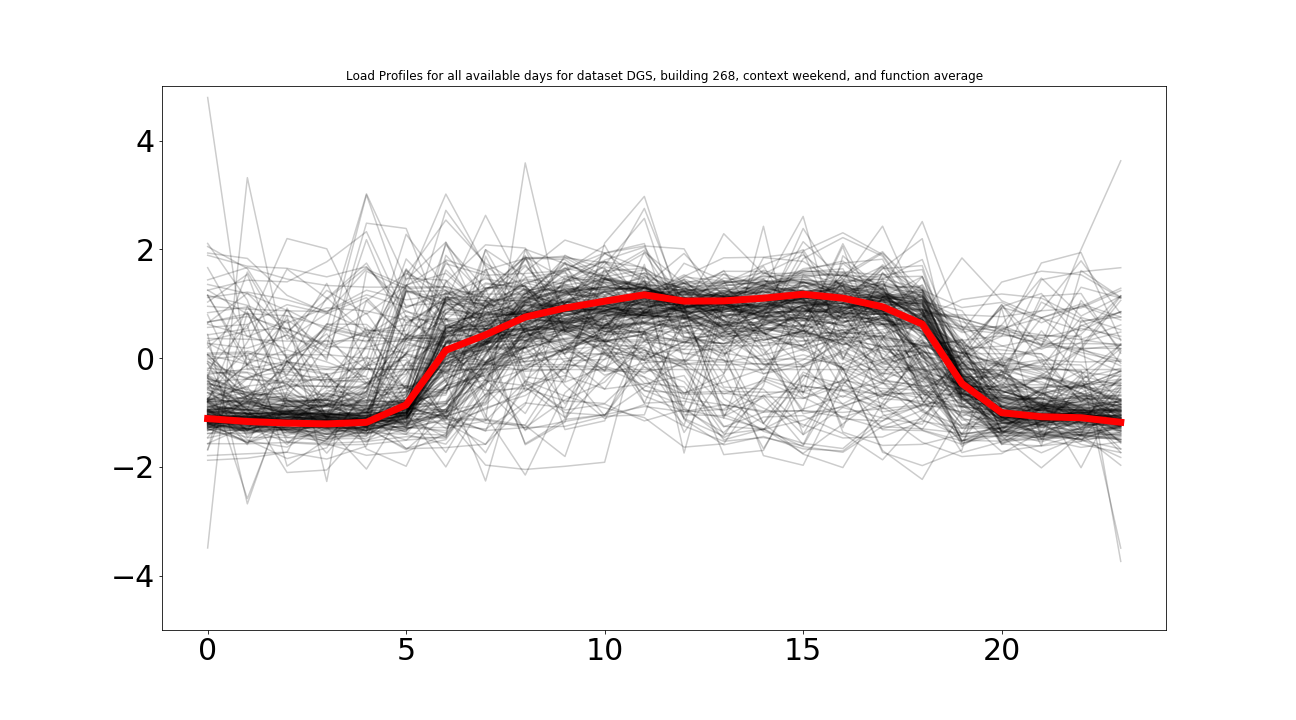 Load Profiles for all available days for dataset DGS, building 268, context weekend, and function average
4
2
0
−2
−4
0 5 10 15 20